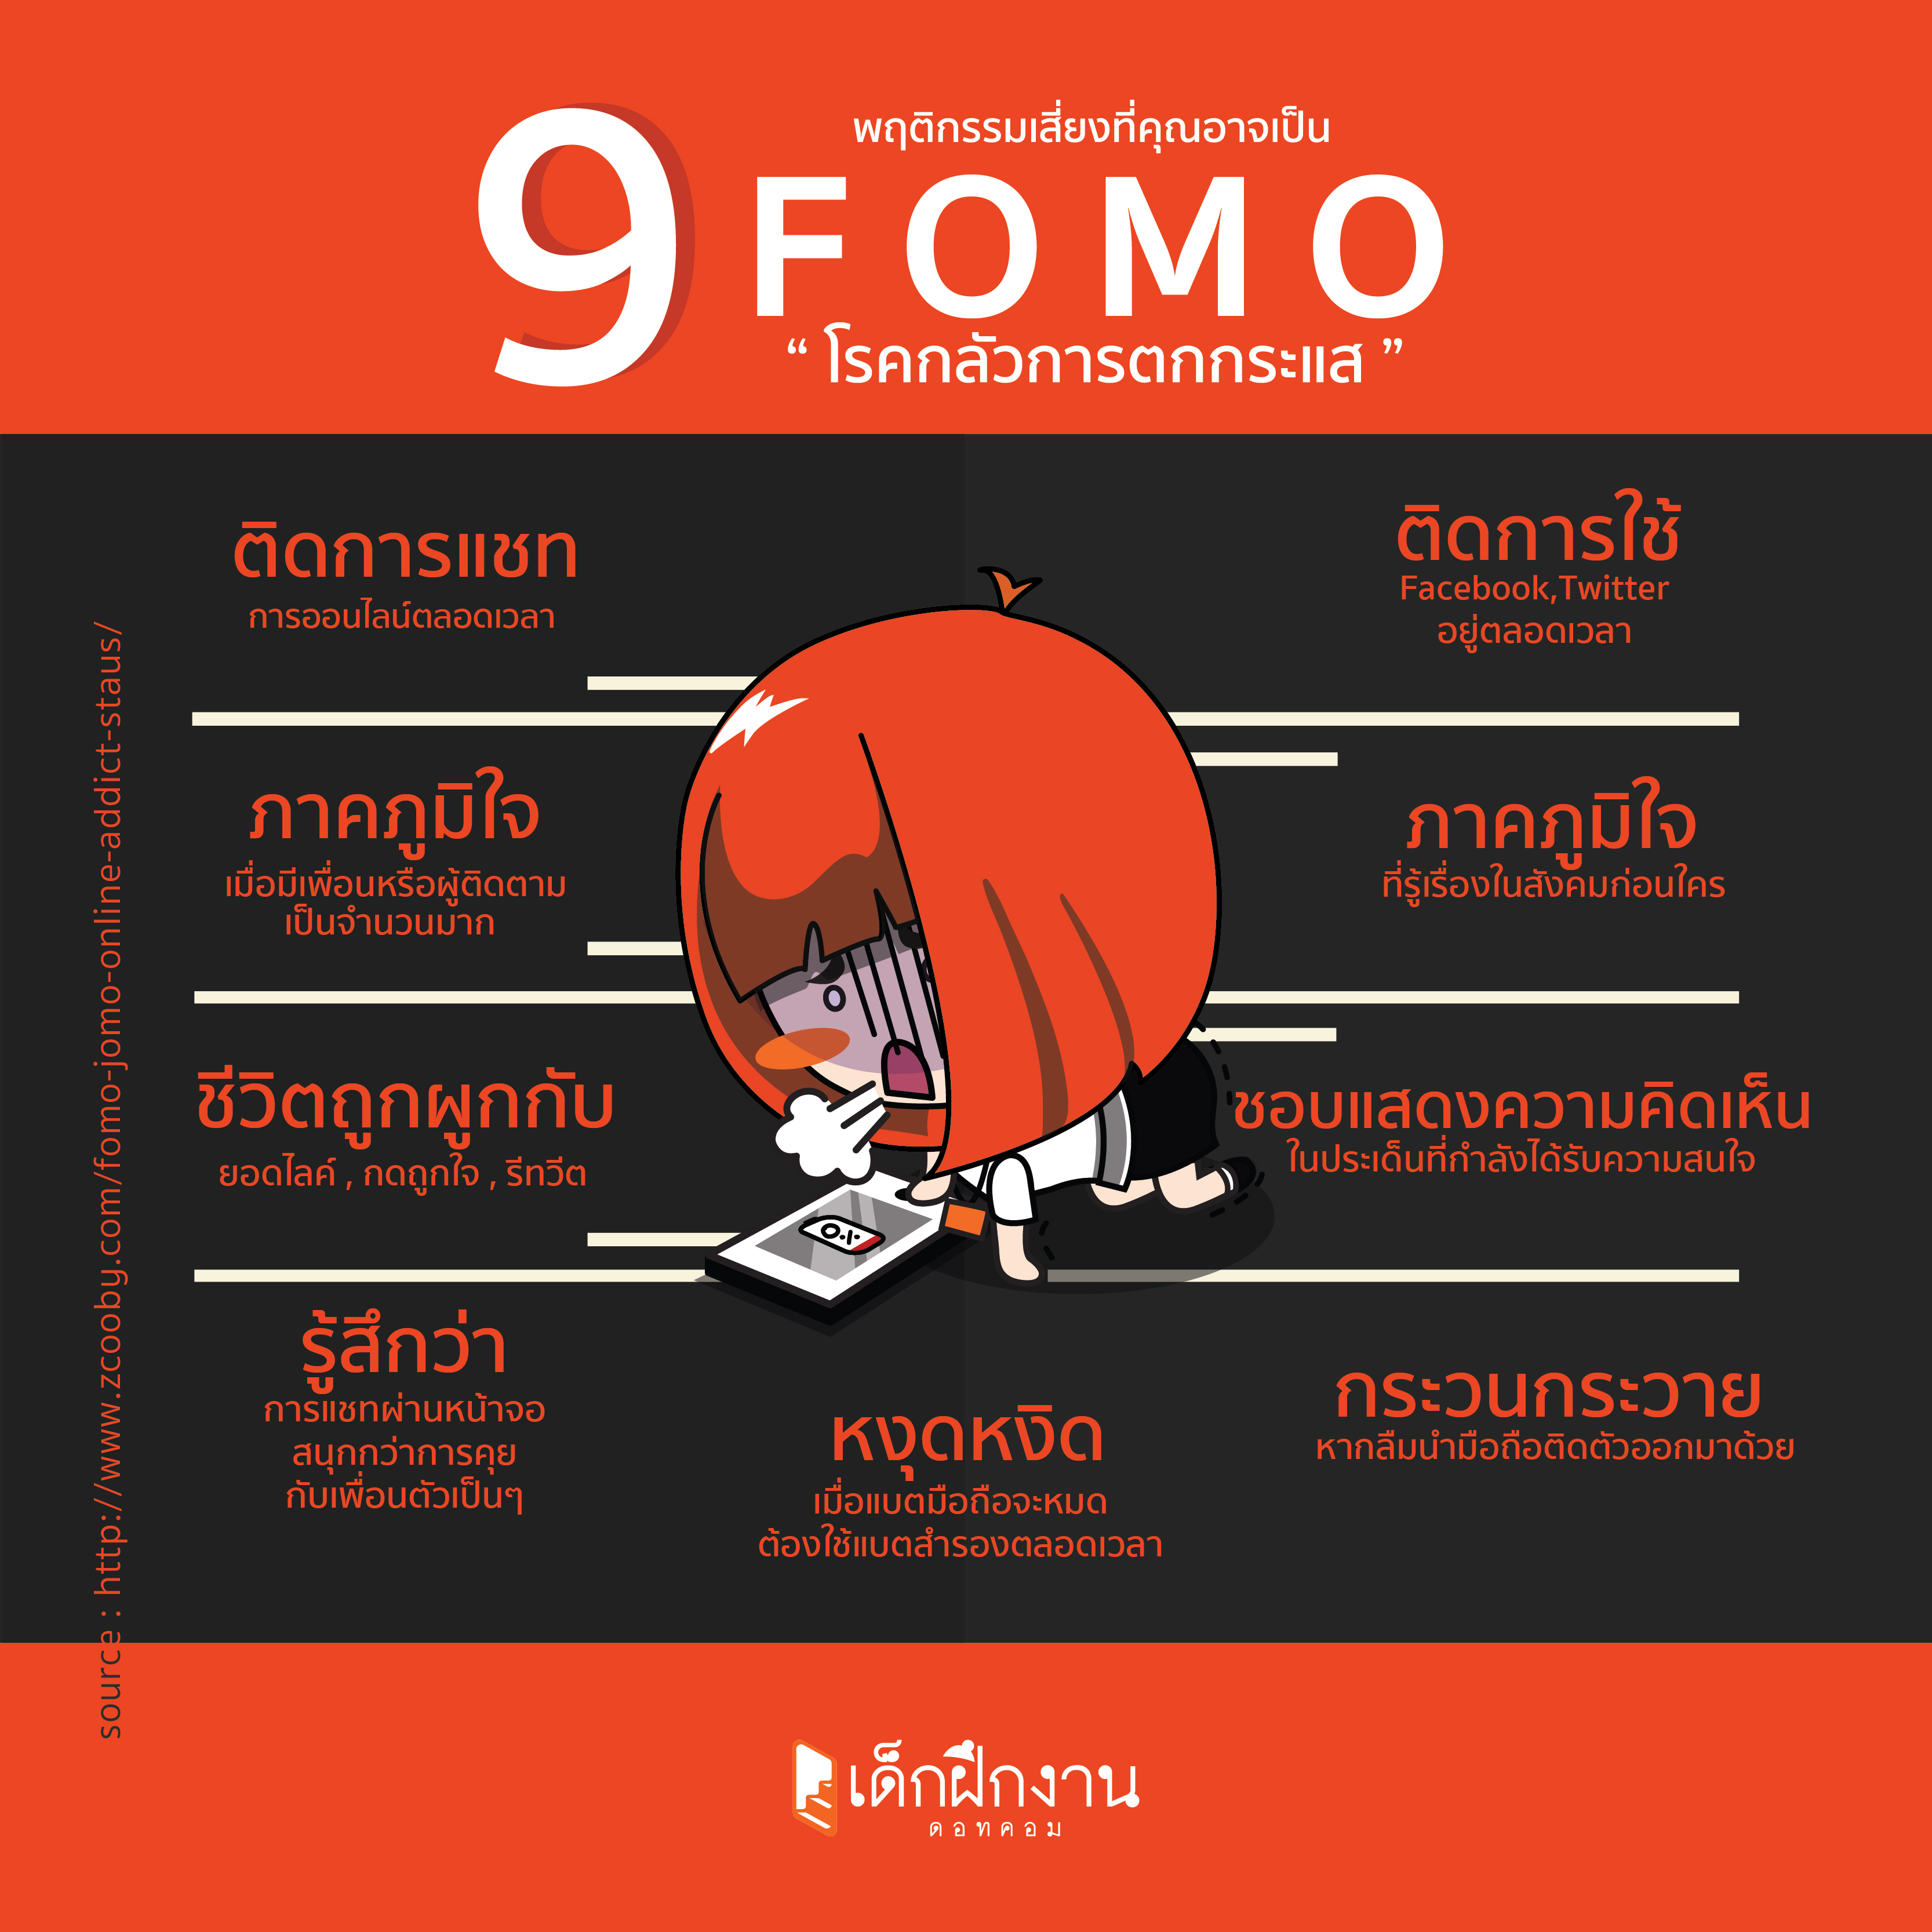 9
พฤติกรรมเสี่ยงที่คุณอาจเป็น
FOMO
“ โรคกลัวการตกกระแส ”
ติดการแชท
การออนไลน์ตลอดเวลา
ติดการใช้
Facebook,Twitter
อยู่ตลอดเวลา
ภาคภูมิใจ
เมื่อมีเพื่อนหรือผู้ติดตาม
เป็นจำนวนมาก
ภาคภูมิใจ
ที่รู้เรื่องในสังคมก่อนใคร
ชีวิตถูกผูกกับ
ยอดไลค์ , กดถูกใจ , รีทวีต
ชอบแสดงความคิดเห็น
ในประเด็นที่กำลังได้รับความสนใจ
รู้สึกว่า
การแชทผ่านหน้าจอ
สนุกกว่าการคุย
กับเพื่อนตัวเป็นๆ
หงุดหงิด
เมื่อแบตมือถือจะหมด
ต้องใช้แบตสำรองตลอดเวลา
กระวนกระวาย
หากลืมนำมือถือติดตัวออกมาด้วย
source : http://www.zcooby.com/fomo-jomo-online-addict-staus/
เด็กฝึกงาน
ดอทคอม